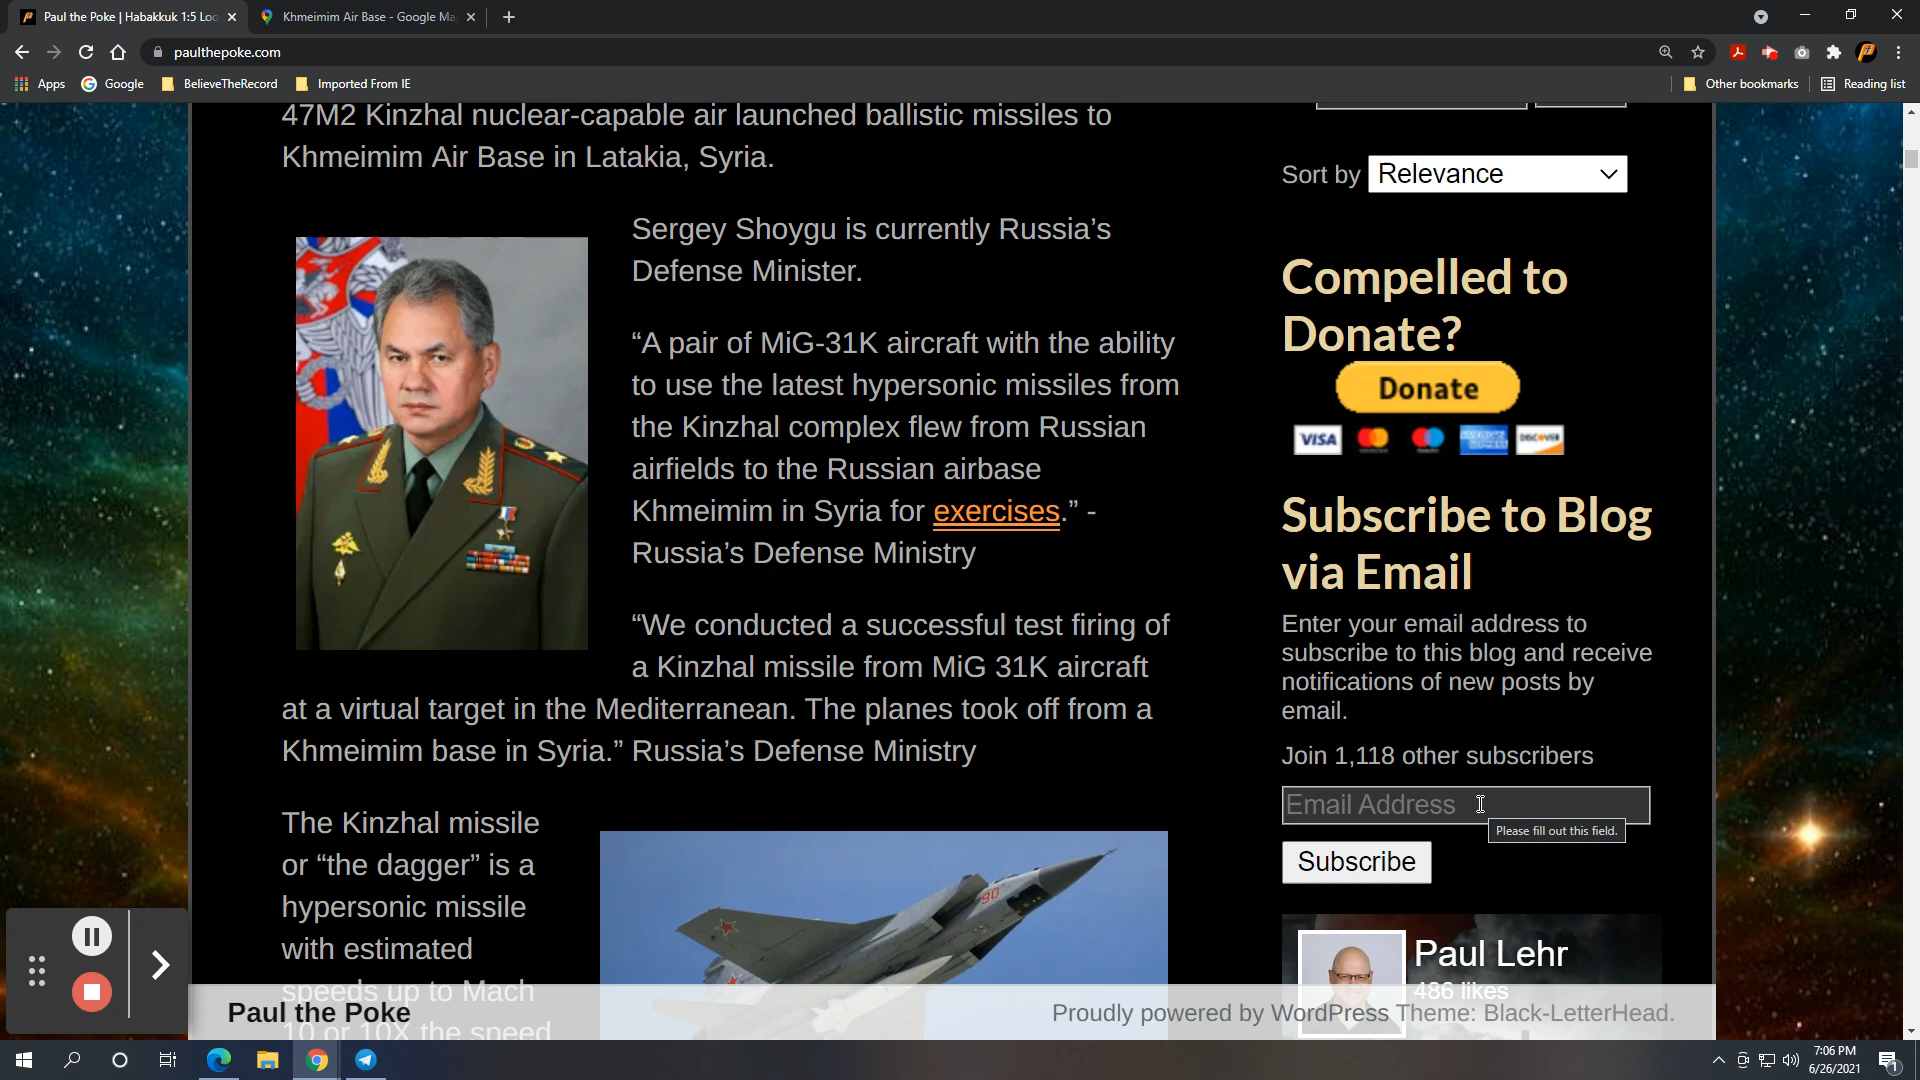 Paul the Poke | Habakkuk 1:5 Loo
Khmeimim Air Base - Google Ma
paulthepoke.com
Apps
Google
BelieveTheRecord
Imported From IE
Other bookmarks
Reading list
47M2 Kinzhal nuclear-capable air launched ballistic missiles to
Khmeimim Air Base in Latakia, Syria.
Sergey Shoygu is currently Russia’s
Defense Minister.
“A pair of MiG-31K aircraft with the ability
to use the latest hypersonic missiles from
the Kinzhal complex flew from Russian
airfields to the Russian airbase
Khmeimim in Syria for exercises.” -
Russia’s Defense Ministry
“We conducted a successful test firing of
a Kinzhal missile from MiG 31K aircraft
at a virtual target in the Mediterranean. The planes took off from a
Khmeimim base in Syria.” Russia’s Defense Ministry
The Kinzhal missile
or “the dagger” is a
hypersonic missile
with estimated
speeds up to Mach
10 or 10X the speed
90
Sort by Relevance
Compelled to
Donate?
Donate
VISA
AMERICAN EXPRESS
DISCOVER
Subscribe to Blog
via Email
Enter your email address to
subscribe to this blog and receive
notifications of new posts by
email.
Join 1,118 other subscribers
Email Address
Please fill out this field.
Subscribe
Paul Lehr
486 likes
Paul the Poke
Proudly powered by WordPress Theme: Black-LetterHead.
7:06 PM
6/26/2021
1